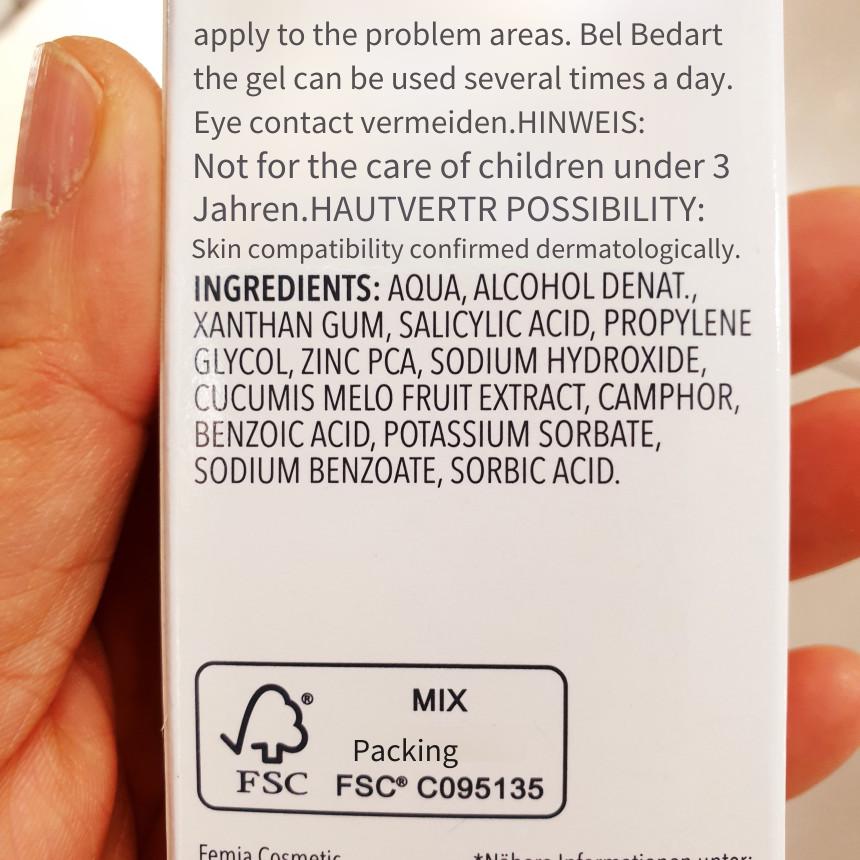 apply to the problem areas. Bel Bedart
the gel can be used several times a day.
Eye contact vermeiden.HINWEIS:
Not for the care of children under 3
Jahren.HAUTVERTR POSSIBILITY:
Skin compatibility confirmed dermatologically.
INGREDIENTS: AQUA, ALCOHOL DENAT.,
XANTHAN GUM, SALICYLIC ACID, PROPYLENE
GLYCOL, ZINC PCA, SODIUM HYDROXIDE,
CUCUMIS MELO FRUIT EXTRACT, CAMPHOR,
BENZOIC ACID, POTASSIUM SORBATE,
SODIUM BENZOATE, SORBIC ACID.
MIX
Packing
FSC® C095135
® FSC
Femia Cosmetic
*Nähere Informationen unter: